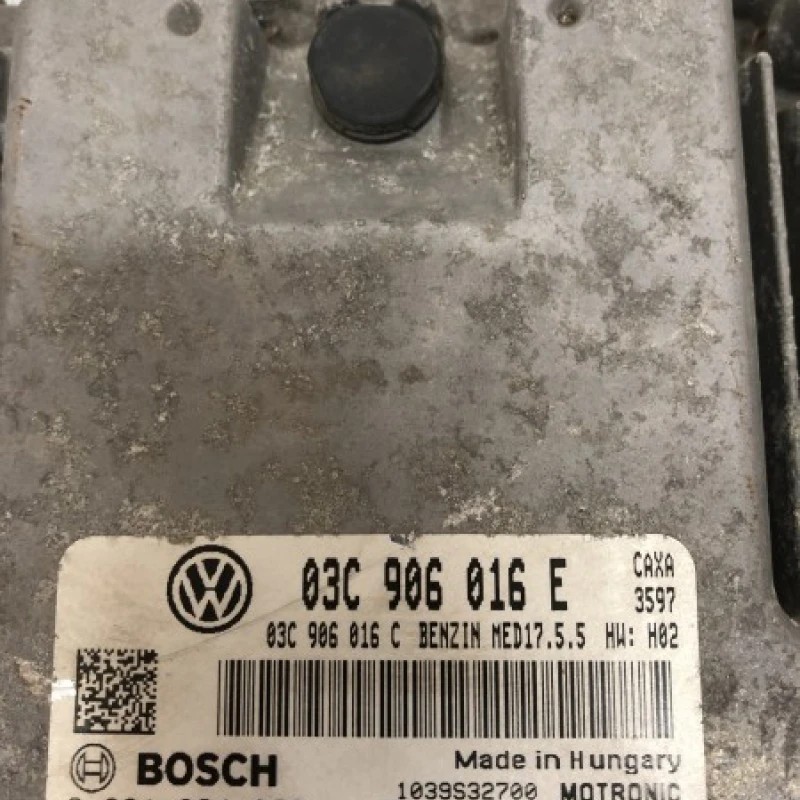 03C 906 016 E CAXA
3597
03C 906 016 C BENZIN MED17.5.5 HW: H02
BOSCH Made in Hungary
1039S32700 MOTRONIC